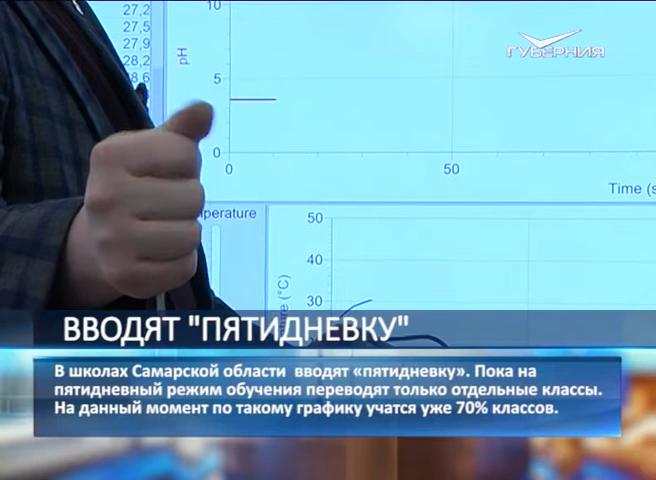 27,2
27,5
27,9
28,2
8,6
10
pH
5
0
0
50
Time (s
ГУБЕРНИЯ
perature
50
40
30
(°C)
ВВОДЯТ "ПЯТИДНЕВКУ"
В школах Самарской области вводят «пятидневку». Пока на
пятидневный режим обучения переводят только отдельные классы.
На данный момент по такому графику учатся уже 70% классов.